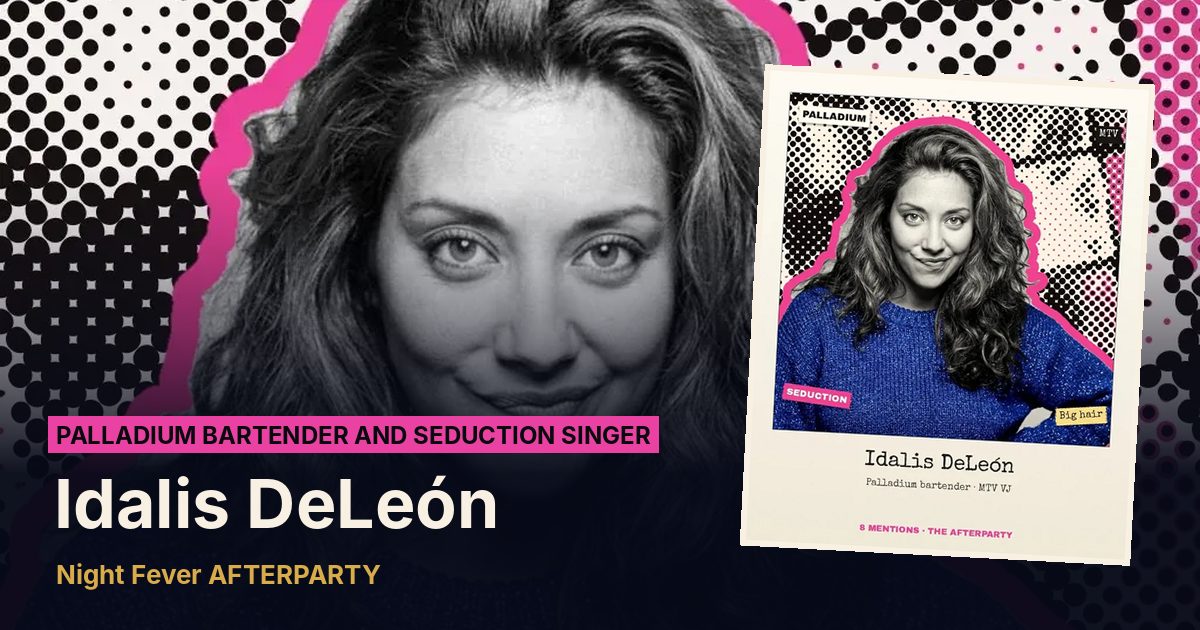 PALLADIUM BARTENDER AND SEDUCTION SINGER
Idalis DeLeón
Night Fever AFTERPARTY
PALLADIUM
MTV
SEDUCTION
Big hair
Idalis DeLeón
Palladium bartender · MTV VJ
8 MENTIONS · THE AFTERPARTY